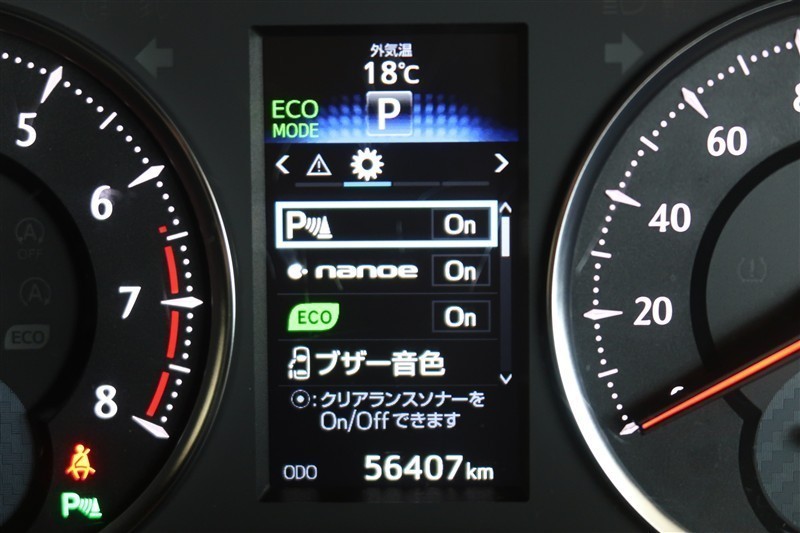 外気温
18℃
ECO
MODE
P
P On
nanoe On
ECO On
ブザー音色
:クリアランスソナーを
On/Offできます
ODO 56407km
5
6
7
8
P
A
OFF
A
ECO
60
40
20